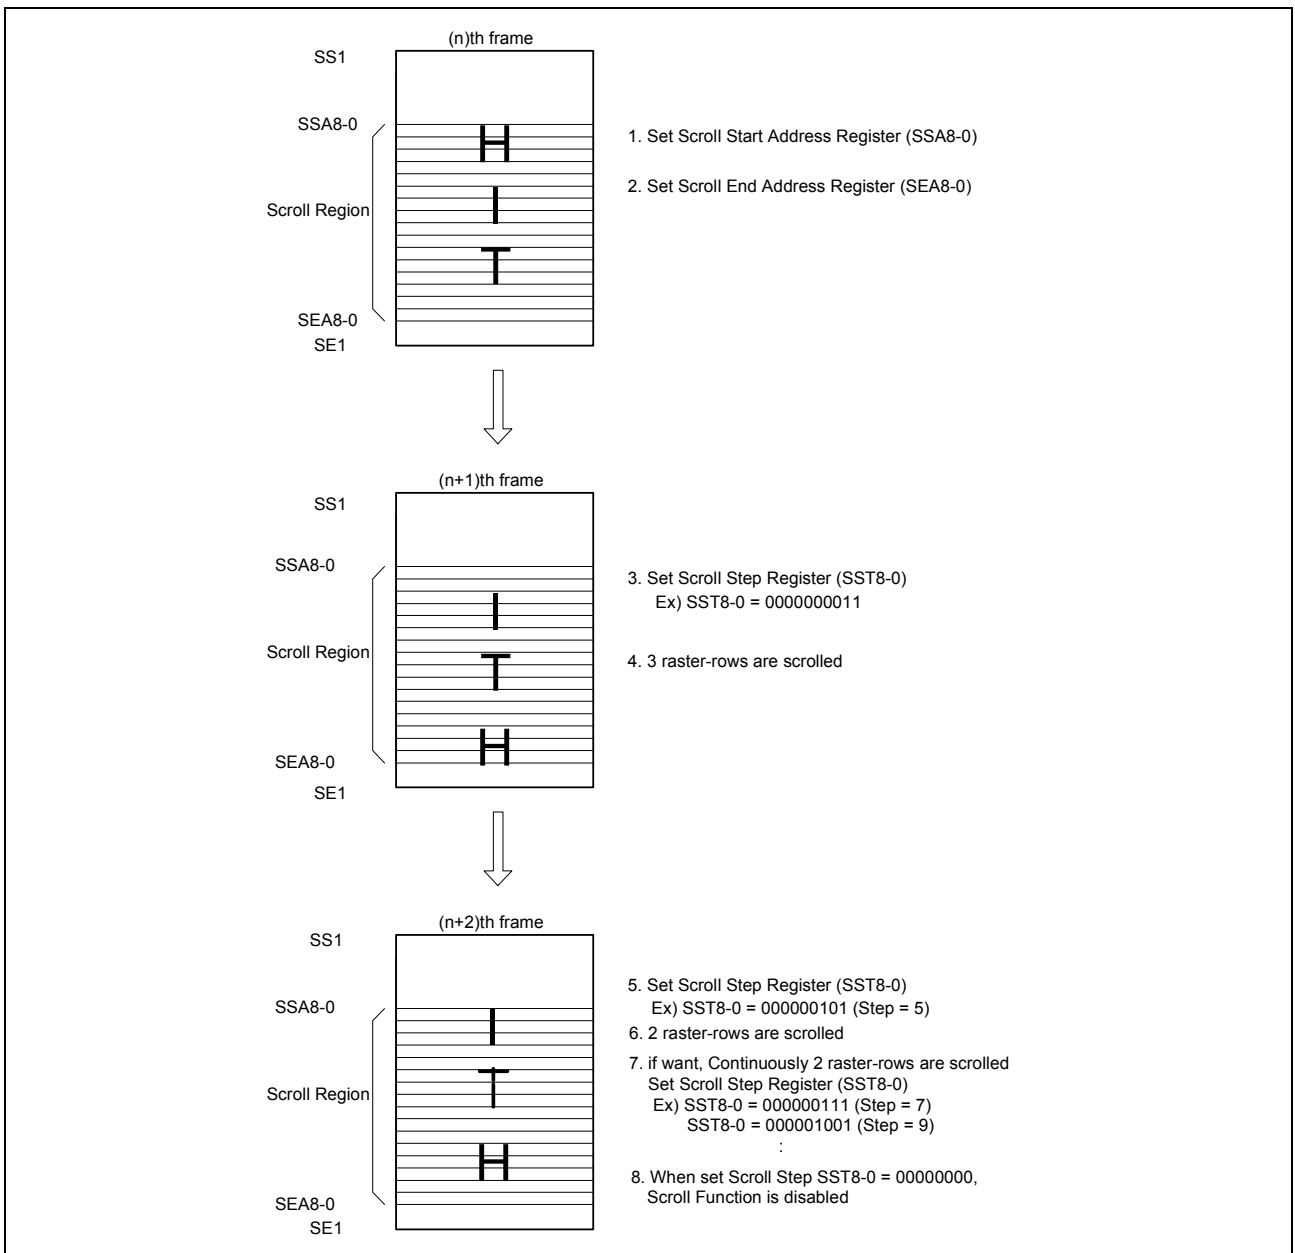 (n)th frame
SS1
SSA8-0
H
1. Set Scroll Start Address Register (SSA8-0)
2. Set Scroll End Address Register (SEA8-0)
I
Scroll Region
T
SEA8-0
SE1
(n+1)th frame
SS1
SSA8-0
3. Set Scroll Step Register (SST8-0)
Ex) SST8-0 = 0000000011
I
Scroll Region
4. 3 raster-rows are scrolled
T
H
SEA8-0
SE1
(n+2)th frame
SS1
5. Set Scroll Step Register (SST8-0)
SSA8-0
Ex) SST8-0 = 000000101 (Step = 5)
I
6. 2 raster-rows are scrolled
7. if want, Continuously 2 raster-rows are scrolled
Set Scroll Step Register (SST8-0)
T
Scroll Region
Ex) SST8-0 = 000000111 (Step = 7)
SST8-0 = 000001001 (Step = 9)
:
H
8. When set Scroll Step SST8-0 = 00000000,
Scroll Function is disabled
SEA8-0
SE1